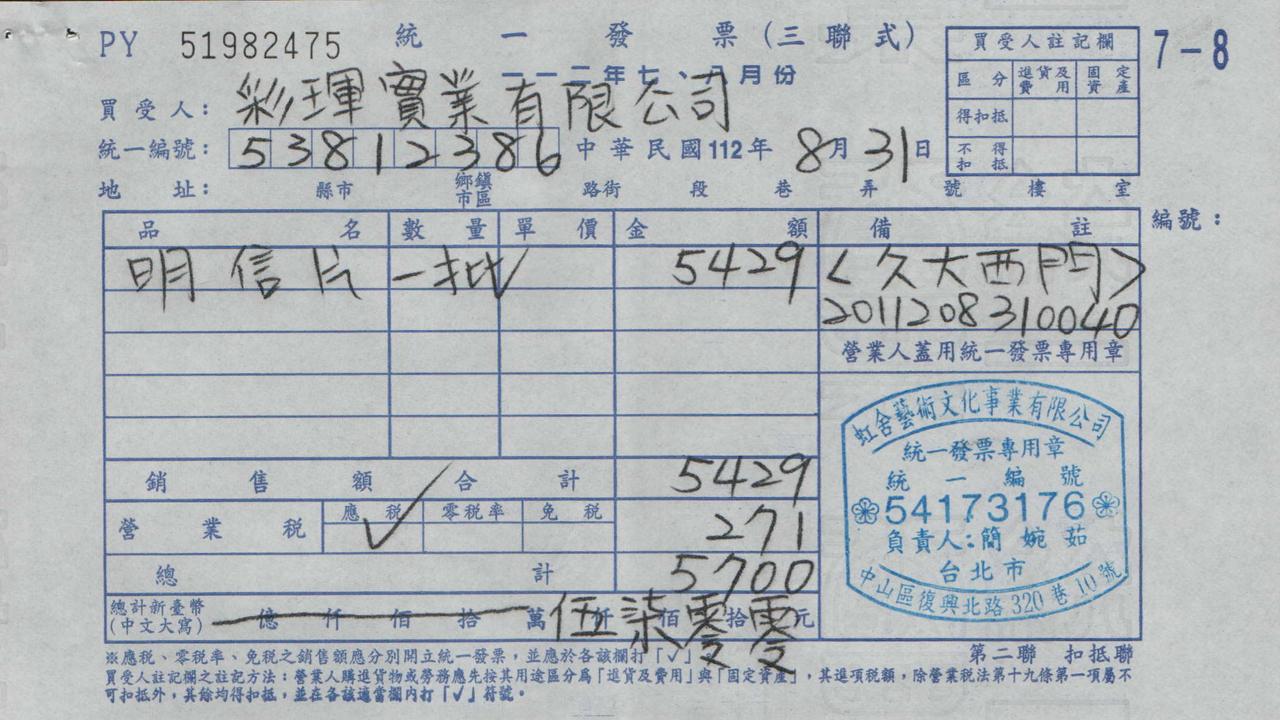 PY 51982475 統一發票(三聯式) 7-8
一一二年七、八月份
買受人: 彩琿實業有限公司
統一編號: 53812386 中華民國112年8月31日
地址: 縣市 鄉鎮市區 路街 段 巷 弄 號 樓 室
買受人註記欄
區分 進貨及費用 固定資產
得扣抵
不得扣抵
編號:
品名 數量 單價 金額 備註
明信片 一批 5429 <久大西門>
2011208310040
營業人蓋用統一發票專用章
銷售額合計 5429
營業稅 應稅 零稅率 免稅 271
✓
總計 5700
總計新臺幣(中文大寫) 億仟佰拾萬伍仟柒佰零拾零元
虹舍藝術文化事業有限公司
統一發票專用章
統一編號
54173176
負責人:簡婉茹
台北市
中山區復興北路320巷10號
第二聯 扣抵聯
※應稅、零稅率、免稅之銷售額應分別開立統一發票,並應於各該欄打「✓」。
買受人註記欄之註記方法:營業人購進貨物或勞務應先按其用途區分為「進貨及費用」與「固定資產」,其進項稅額,除營業稅法第十九條第一項屬不
可扣抵外,其餘均得扣抵,並在各該適當欄內打「✓」符號。